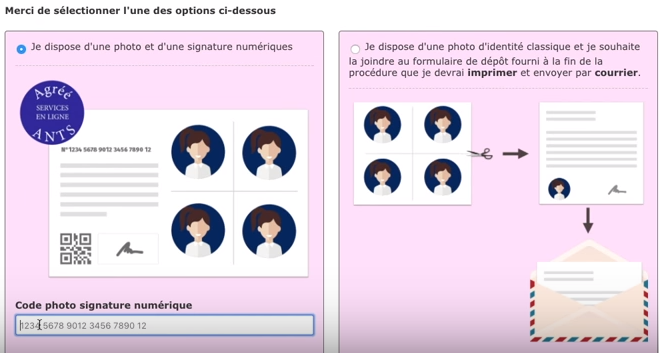 Merci de sélectionner l'une des options ci-dessous
Je dispose d'une photo et d'une signature numériques
Agréé
SERVICES
EN LIGNE
ANTS
N° 1234 5678 9012 3456 7890 12
Code photo signature numérique
1234 5678 9012 3456 7890 12
Je dispose d'une photo d'identité classique et je souhaite
la joindre au formulaire de dépôt fourni à la fin de la
procédure que je devrai imprimer et envoyer par courrier.